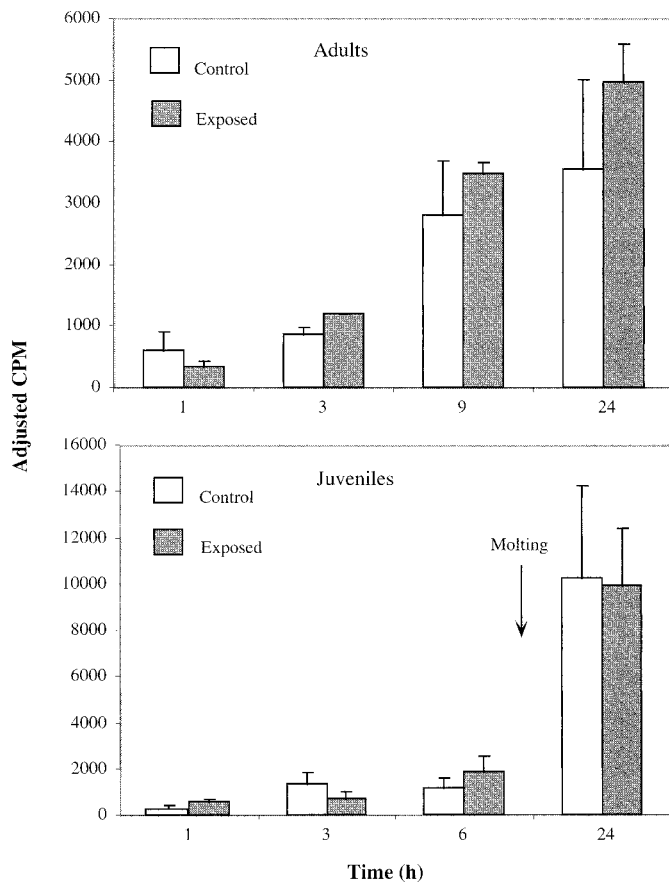 Adjusted CPM
6000
5000
4000
3000
2000
1000
0
Control
Exposed
Adults
1 3 9 24
16000
14000
12000
10000
8000
6000
4000
2000
0
Control
Exposed
Juveniles
Molting
1 3 6 24
Time (h)